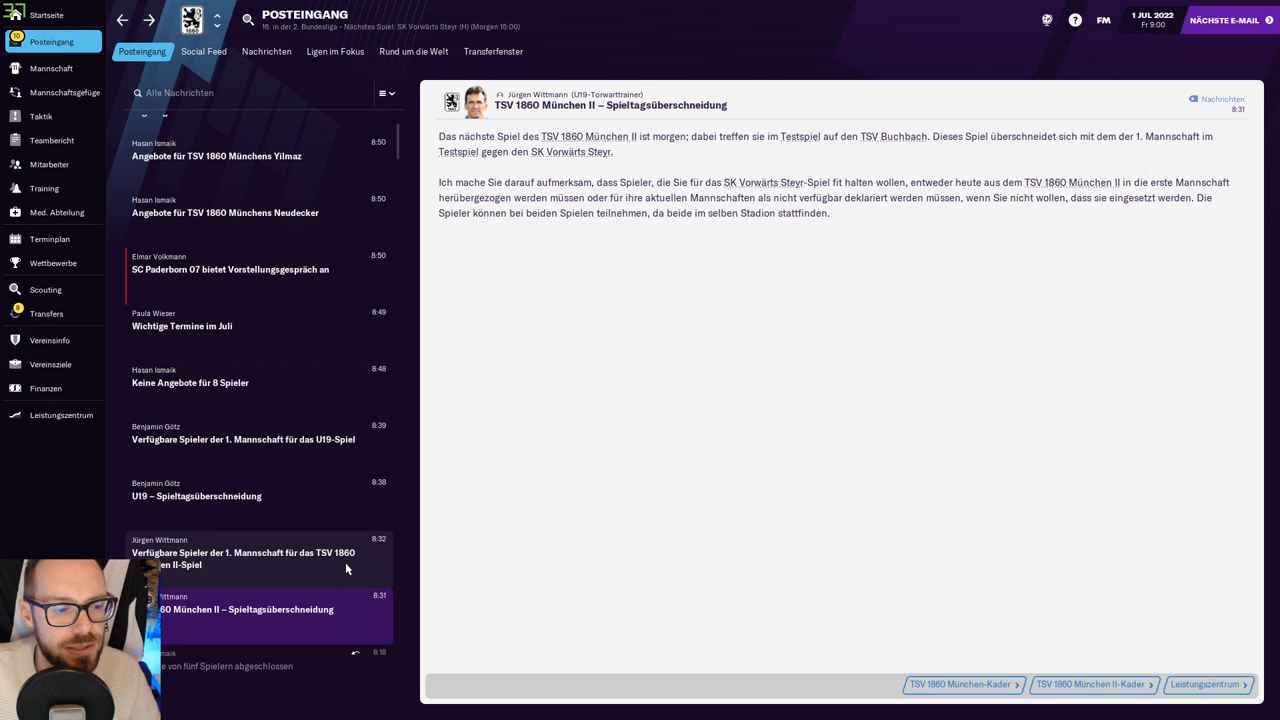 Startseite
10
Posteingang
Mannschaft
Mannschaftsgefüge
Taktik
Teambericht
Mitarbeiter
Training
Med. Abteilung
Terminplan
Wettbewerbe
Scouting
8
Transfers
Vereinsinfo
Vereinsziele
Finanzen
Leistungszentrum
1860
POSTEINGANG
16. in der 2. Bundesliga - Nächstes Spiel: SK Vorwärts Steyr (H) (Morgen 15:00)
?
FM
1 JUL 2022
Fr 9:00
NÄCHSTE E-MAIL
Posteingang
Social Feed
Nachrichten
Ligen im Fokus
Rund um die Welt
Transferfenster
Alle Nachrichten
Hasan Ismaik 8:50
Angebote für TSV 1860 Münchens Yilmaz
Hasan Ismaik 8:50
Angebote für TSV 1860 Münchens Neudecker
Elmar Volkmann 8:50
SC Paderborn 07 bietet Vorstellungsgespräch an
Paula Wieser 8:49
Wichtige Termine im Juli
Hasan Ismaik 8:48
Keine Angebote für 8 Spieler
Benjamin Götz 8:39
Verfügbare Spieler der 1. Mannschaft für das U19-Spiel
Benjamin Götz 8:38
U19 – Spieltagsüberschneidung
Jürgen Wittmann 8:32
Verfügbare Spieler der 1. Mannschaft für das TSV 1860
en II-Spiel
ittmann 8:31
60 München II – Spieltagsüberschneidung
maik 8:18
e von fünf Spielern abgeschlossen
Jürgen Wittmann (U19-Torwarttrainer)
TSV 1860 München II – Spieltagsüberschneidung
Nachrichten
8:31
Das nächste Spiel des TSV 1860 München II ist morgen; dabei treffen sie im Testspiel auf den TSV Buchbach. Dieses Spiel überschneidet sich mit dem der 1. Mannschaft im
Testspiel gegen den SK Vorwärts Steyr.
Ich mache Sie darauf aufmerksam, dass Spieler, die Sie für das SK Vorwärts Steyr-Spiel fit halten wollen, entweder heute aus dem TSV 1860 München II in die erste Mannschaft
herübergezogen werden müssen oder für ihre aktuellen Mannschaften als nicht verfügbar deklariert werden müssen, wenn Sie nicht wollen, dass sie eingesetzt werden. Die
Spieler können bei beiden Spielen teilnehmen, da beide im selben Stadion stattfinden.
TSV 1860 München-Kader
TSV 1860 München II-Kader
Leistungszentrum